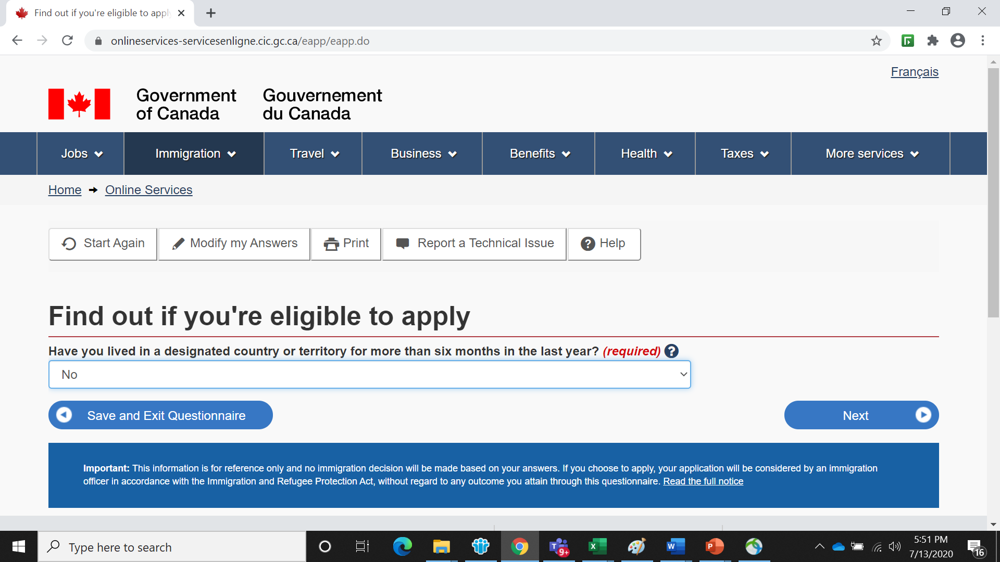 Find out if you're eligible to appl
onlineservices-servicesenligne.cic.gc.ca/eapp/eapp.do
Français
Government Gouvernement
of Canada du Canada
Jobs Immigration Travel Business Benefits Health Taxes More services
Home Online Services
Start Again Modify my Answers Print Report a Technical Issue Help
Find out if you're eligible to apply
Have you lived in a designated country or territory for more than six months in the last year? (required)
No
Save and Exit Questionnaire Next
Important: This information is for reference only and no immigration decision will be made based on your answers. If you choose to apply, your application will be considered by an immigration
officer in accordance with the Immigration and Refugee Protection Act, without regard to any outcome you attain through this questionnaire. Read the full notice
Type here to search
9+
5:51 PM
7/13/2020
16